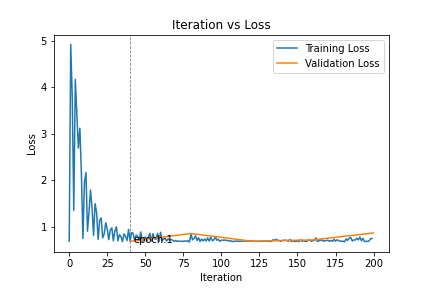 Iteration vs Loss
Training Loss
Validation Loss
Loss
5
4
3
2
1
epoch:1
0
25
50
75
100
125
150
175
200
Iteration